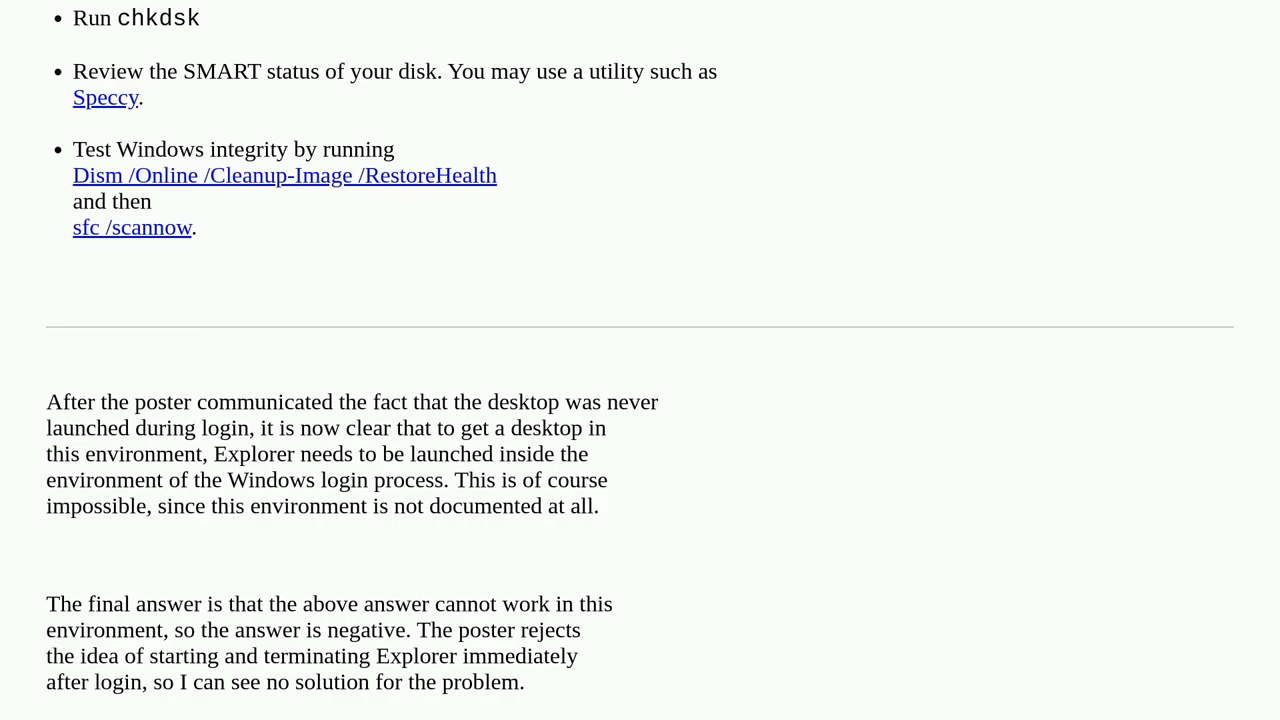 Run chkdsk
Review the SMART status of your disk. You may use a utility such as
Speccy.
Test Windows integrity by running
Dism /Online /Cleanup-Image /RestoreHealth
and then
sfc /scannow.
After the poster communicated the fact that the desktop was never
launched during login, it is now clear that to get a desktop in
this environment, Explorer needs to be launched inside the
environment of the Windows login process. This is of course
impossible, since this environment is not documented at all.
The final answer is that the above answer cannot work in this
environment, so the answer is negative. The poster rejects
the idea of starting and terminating Explorer immediately
after login, so I can see no solution for the problem.